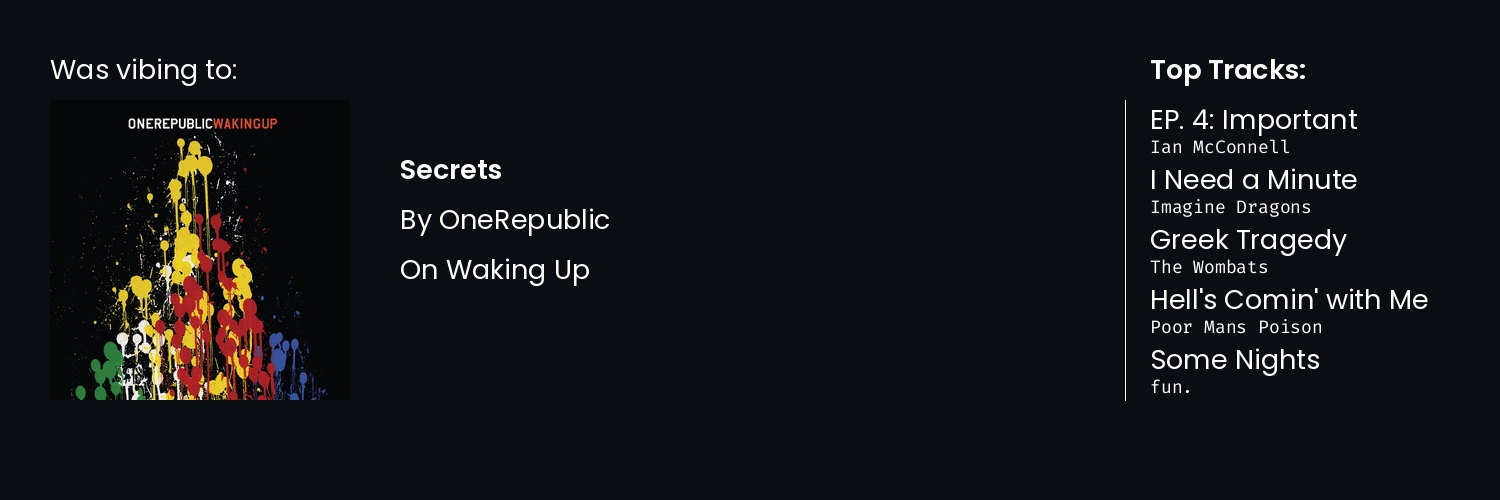 Was vibing to:
ONEREPUBLICWAKINGUP
Secrets
By OneRepublic
On Waking Up
Top Tracks:
EP. 4: Important
Ian McConnell
I Need a Minute
Imagine Dragons
Greek Tragedy
The Wombats
Hell's Comin' with Me
Poor Mans Poison
Some Nights
fun.